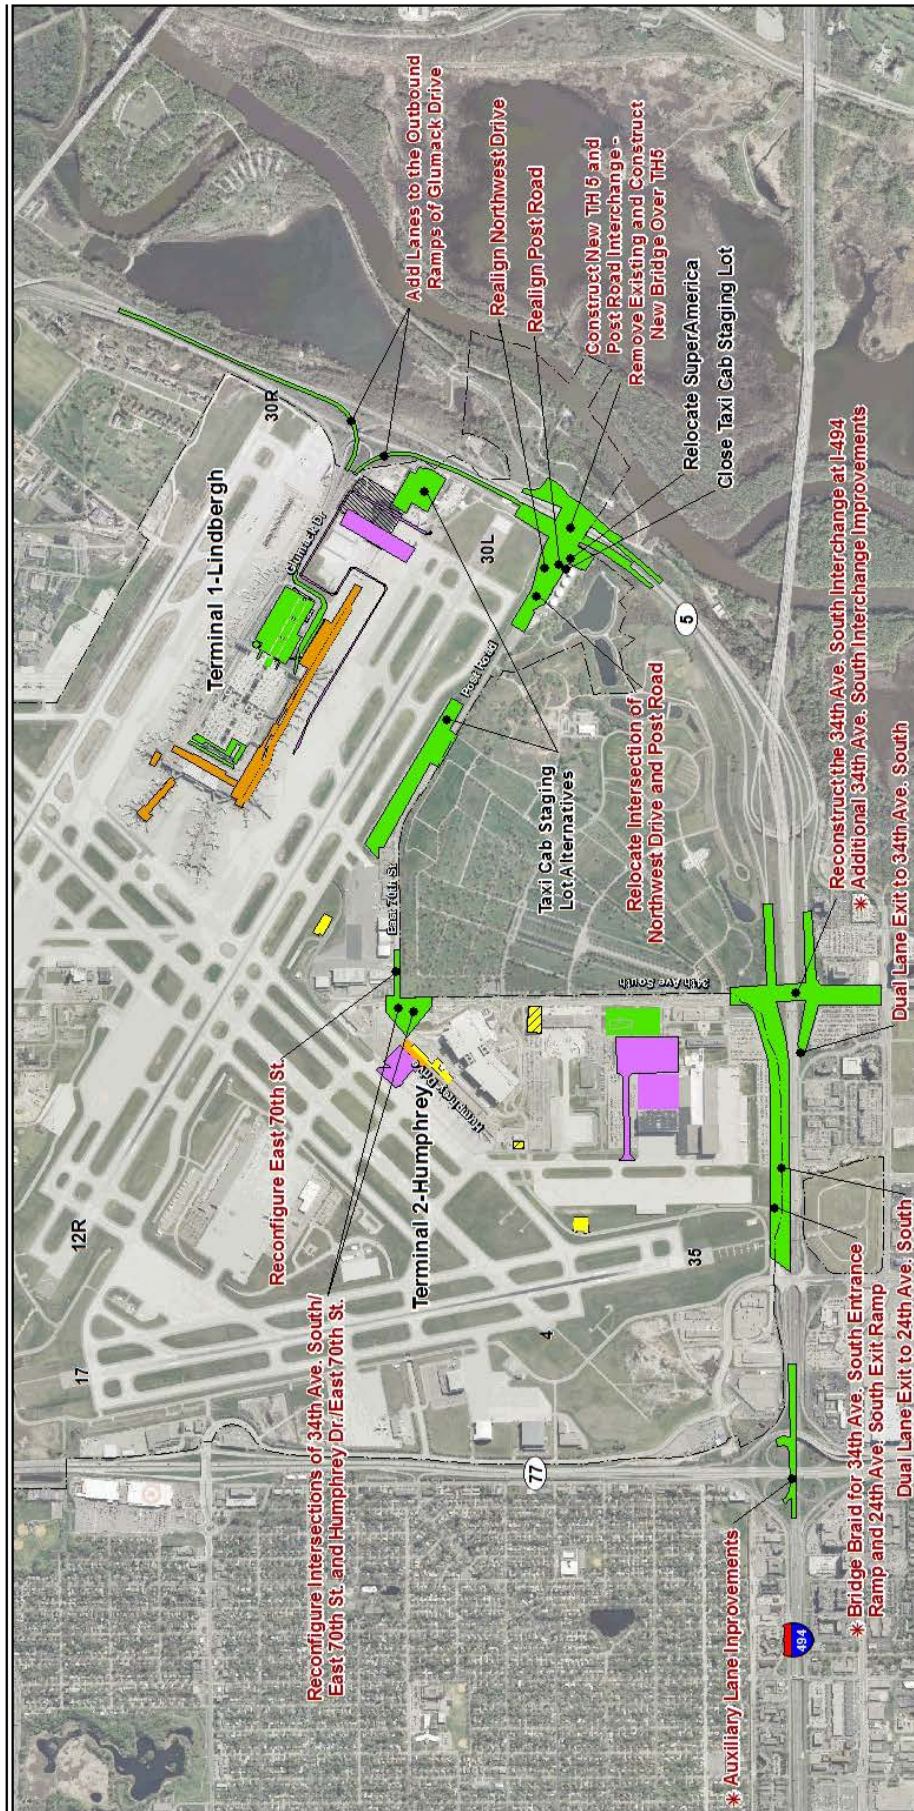 Add Lanes to the Outbound
Ramps of Glumack Drive
Realign Northwest Drive
Realign Post Road
Construct New TH 5 and
Post Road Interchange -
Remove Existing and Construct
New Bridge Over TH5
Relocate SuperAmerica
Close Taxi Cab Staging Lot
Reconstruct the 34th Ave. South Interchange at I-494
* Additional 34th Ave. South Interchange Improvements
Dual Lane Exit to 34th Ave. South
30R
Terminal 1-Lindbergh
Glumack Dr
30L
Post Road
5
Relocate Intersection of
Northwest Drive and Post Road
Taxi Cab Staging
Lot Alternatives
East 70th St
34th Ave South
Reconfigure East 70th St.
Terminal 2-Humphrey
Humphrey Drive
12R
35
Reconfigure Intersections of 34th Ave. South/
East 70th St. and Humphrey Dr./East 70th St.
17
4
77
* Auxiliary Lane Inprovements
* Bridge Braid for 34th Ave. South Entrance
Ramp and 24th Ave. South Exit Ramp
Dual Lane Exit to 24th Ave. South
494